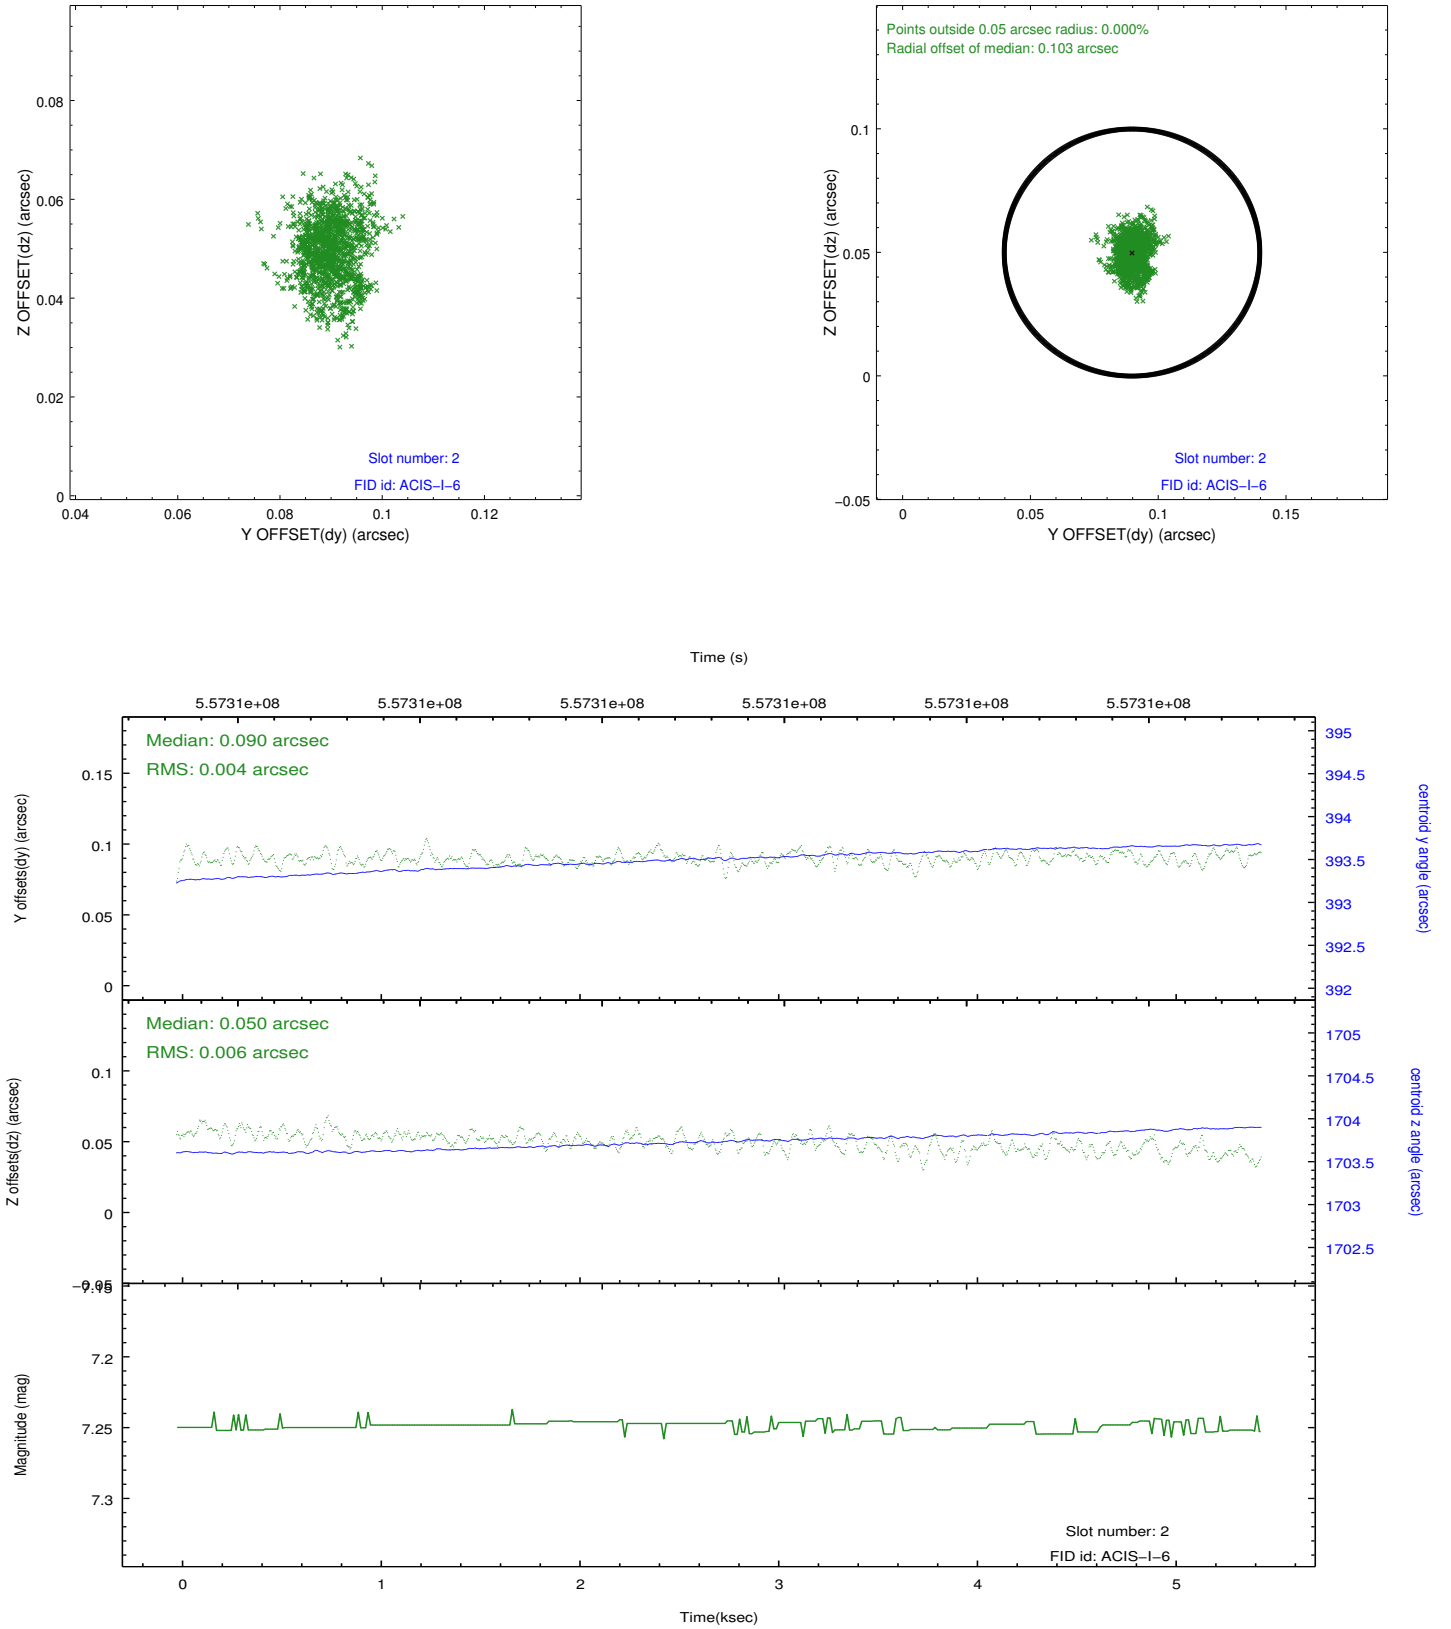 0.08
0.06
0.04
0.02
0
Z OFFSET(dz) (arcsec)
Slot number: 2
FID id: ACIS−I−6
0.04
0.06
0.08
0.1
0.12
Y OFFSET(dy) (arcsec)
Points outside 0.05 arcsec radius: 0.000%
Radial offset of median: 0.103 arcsec
0.1
0.05
0
−0.05
Z OFFSET(dz) (arcsec)
Slot number: 2
FID id: ACIS−I−6
0
0.05
0.1
0.15
Y OFFSET(dy) (arcsec)
Time (s)
5.5731e+08
5.5731e+08
5.5731e+08
5.5731e+08
5.5731e+08
5.5731e+08
Median: 0.090 arcsec
RMS: 0.004 arcsec
0.15
0.1
0.05
0
Y offsets(dy) (arcsec)
395
394.5
394
393.5
393
392.5
392
centroid y angle (arcsec)
Median: 0.050 arcsec
RMS: 0.006 arcsec
0.1
0.05
0
−0.05
Z offsets(dz) (arcsec)
1705
1704.5
1704
1703.5
1703
1702.5
centroid z angle (arcsec)
7.15
7.2
7.25
7.3
Magnitude (mag)
Slot number: 2
FID id: ACIS−I−6
0
1
2
3
4
5
Time(ksec)